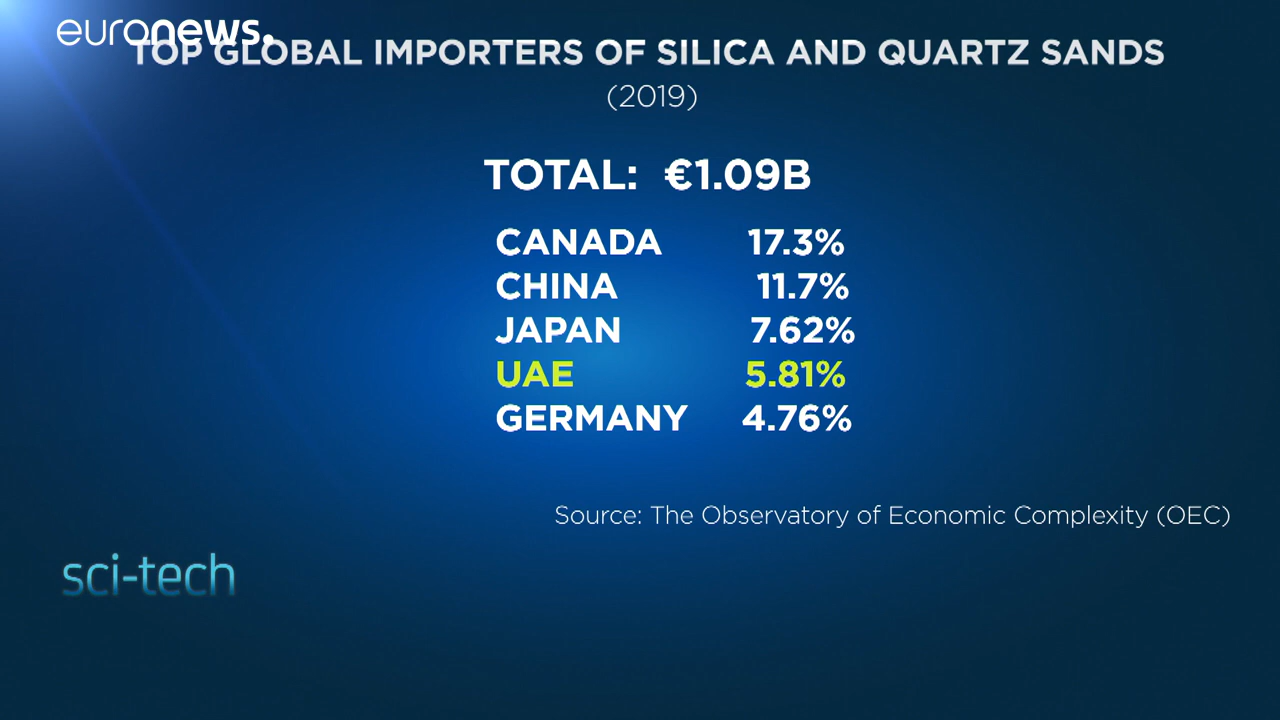 euronews.
TOP GLOBAL IMPORTERS OF SILICA AND QUARTZ SANDS
(2019)
TOTAL: €1.09B
CANADA 17.3%
CHINA 11.7%
JAPAN 7.62%
UAE 5.81%
GERMANY 4.76%
Source: The Observatory of Economic Complexity (OEC)
sci-tech